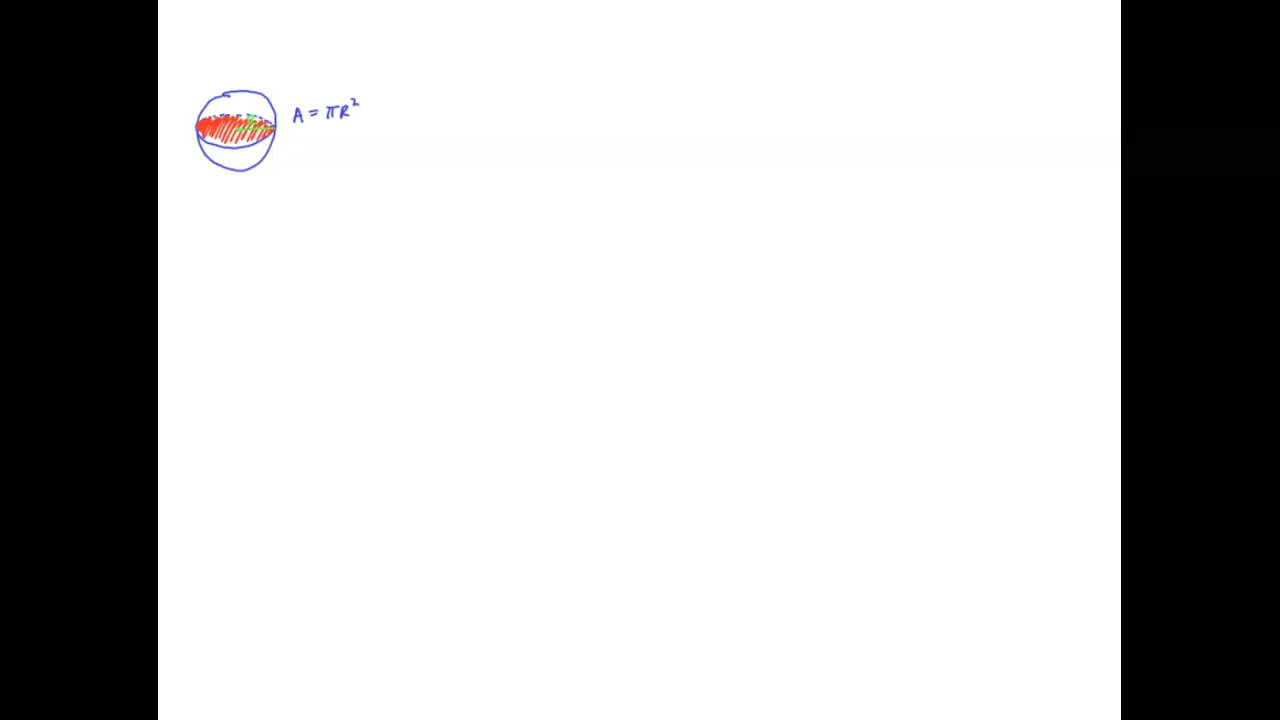 A = πR²